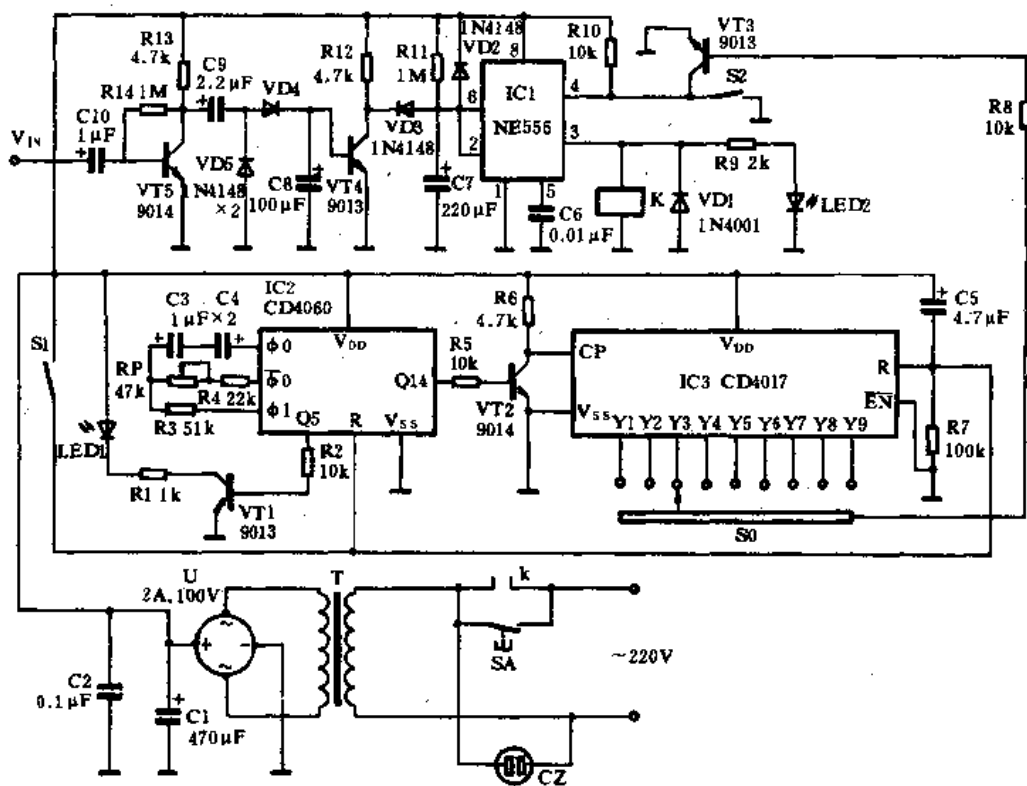 R13
4.7k
C9
2.2μF
R14 1M
C10
1μF
V_IN
VT5
9014
VD4
VD5
1N4148
×2
C8
100μF
R12
4.7k
VT4
9013
VD3
1N4148
R11
1M
1N4148
VD2
C7
220μF
8
6
2
IC1
NE555
4
3
1
5
C6
0.01μF
R10
10k
VT3
9013
S2
R8
10k
R9 2k
K
VD1
1N4001
LED2
S1
LED1
R1 1k
VT1
9013
R2
10k
C3
C4
1μF×2
RP
47k
R4 22k
R3 51k
IC2
CD4060
φ0
φ̅0
φ1
V_DD
Q14
Q5
R
V_SS
R5
10k
R6
4.7k
VT2
9014
CP
V_SS
V_DD
IC3 CD4017
R
E̅N̅
Y1 Y2 Y3 Y4 Y5 Y6 Y7 Y8 Y9
C5
4.7μF
R7
100k
S0
U
2A,100V
~
+
-
~
T
k
SA
~220V
CZ
C2
0.1μF
C1
470μF